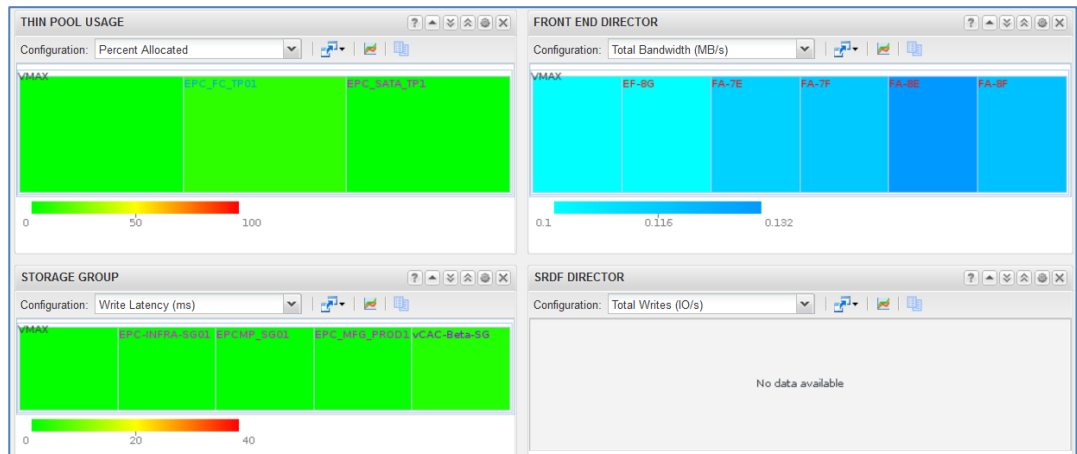 THIN POOL USAGE
Configuration: Percent Allocated
VMAX EPC_FC_TP01 EPC_SATA_TP1
0 50 100
FRONT END DIRECTOR
Configuration: Total Bandwidth (MB/s)
VMAX EF-8G FA-7E FA-7F FA-8E FA-8F
0.1 0.116 0.132
STORAGE GROUP
Configuration: Write Latency (ms)
VMAX EPC-INFRA-SG01 EPCMP_SG01 EPC_MFG_PROD1 vCAC-Beta-SG
0 20 40
SRDF DIRECTOR
Configuration: Total Writes (IO/s)
No data available